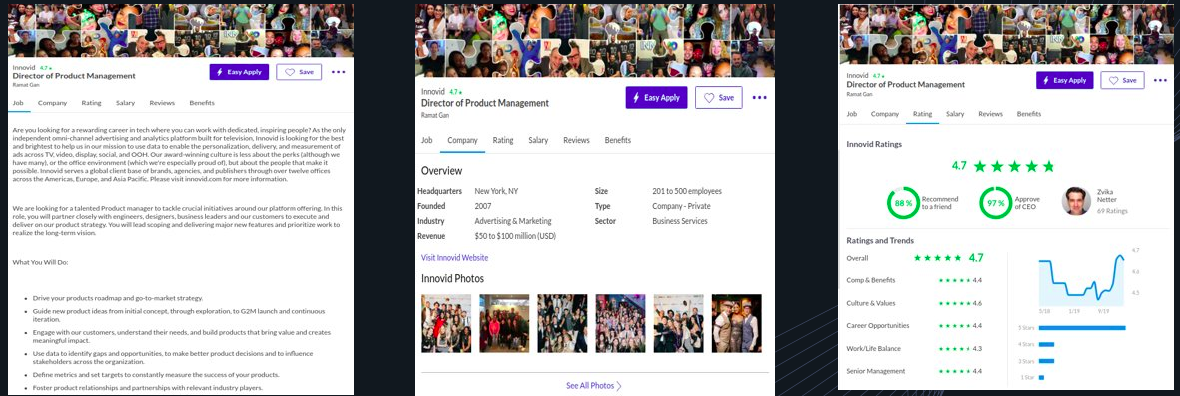 Innovid 4.7 ★
Director of Product Management
Ramat Gan
Easy Apply
Save
Job Company Rating Salary Reviews Benefits
Are you looking for a rewarding career in tech where you can work with dedicated, inspiring people? As the only
independent omni-channel advertising and analytics platform built for television, Innovid is looking for the best
and brightest to help us in our mission to use data to enable the personalization, delivery, and measurement of
ads across TV, video, display, social, and OOH. Our award-winning culture is less about the perks (although we
have many), or the office environment (which we're especially proud of), but about the people that make it
possible. Innovid serves a global client base of brands, agencies, and publishers through over twelve offices
across the Americas, Europe, and Asia Pacific. Please visit innovid.com for more information.
We are looking for a talented Product manager to tackle crucial initiatives around our platform offering. In this
role, you will partner closely with engineers, designers, business leaders and our customers to execute and
deliver on our product strategy. You will lead scoping and delivering major new features and prioritize work to
realize the long-term vision.
What You Will Do:
• Drive your products roadmap and go-to-market strategy.
• Guide new product ideas from initial concept, through exploration, to G2M launch and continuous
iteration.
• Engage with our customers, understand their needs, and build products that bring value and creates
meaningful impact.
• Use data to identify gaps and opportunities, to make better product decisions and to influence
stakeholders across the organization.
• Define metrics and set targets to constantly measure the success of your products.
• Foster product relationships and partnerships with relevant industry players.
Innovid 4.7 ★
Director of Product Management
Ramat Gan
Easy Apply
Save
Job Company Rating Salary Reviews Benefits
Overview
Headquarters New York, NY Size 201 to 500 employees
Founded 2007 Type Company - Private
Industry Advertising & Marketing Sector Business Services
Revenue $50 to $100 million (USD)
Visit Innovid Website
Innovid Photos
See All Photos
Innovid 4.7 ★
Director of Product Management
Ramat Gan
Easy Apply
Save
Job Company Rating Salary Reviews Benefits
Innovid Ratings
4.7 ★★★★★
88 % Recommend
to a friend
97 % Approve
of CEO
Zvika
Netter
69 Ratings
Ratings and Trends
Overall ★★★★★ 4.7
Comp & Benefits ★★★★★ 4.4
Culture & Values ★★★★★ 4.6
Career Opportunities ★★★★★ 4.4
Work/Life Balance ★★★★★ 4.3
Senior Management ★★★★★ 4.4
4.7
4.6
4.5
5/18 1/19 9/19
5 Stars
4 Stars
3 Stars
1 Star